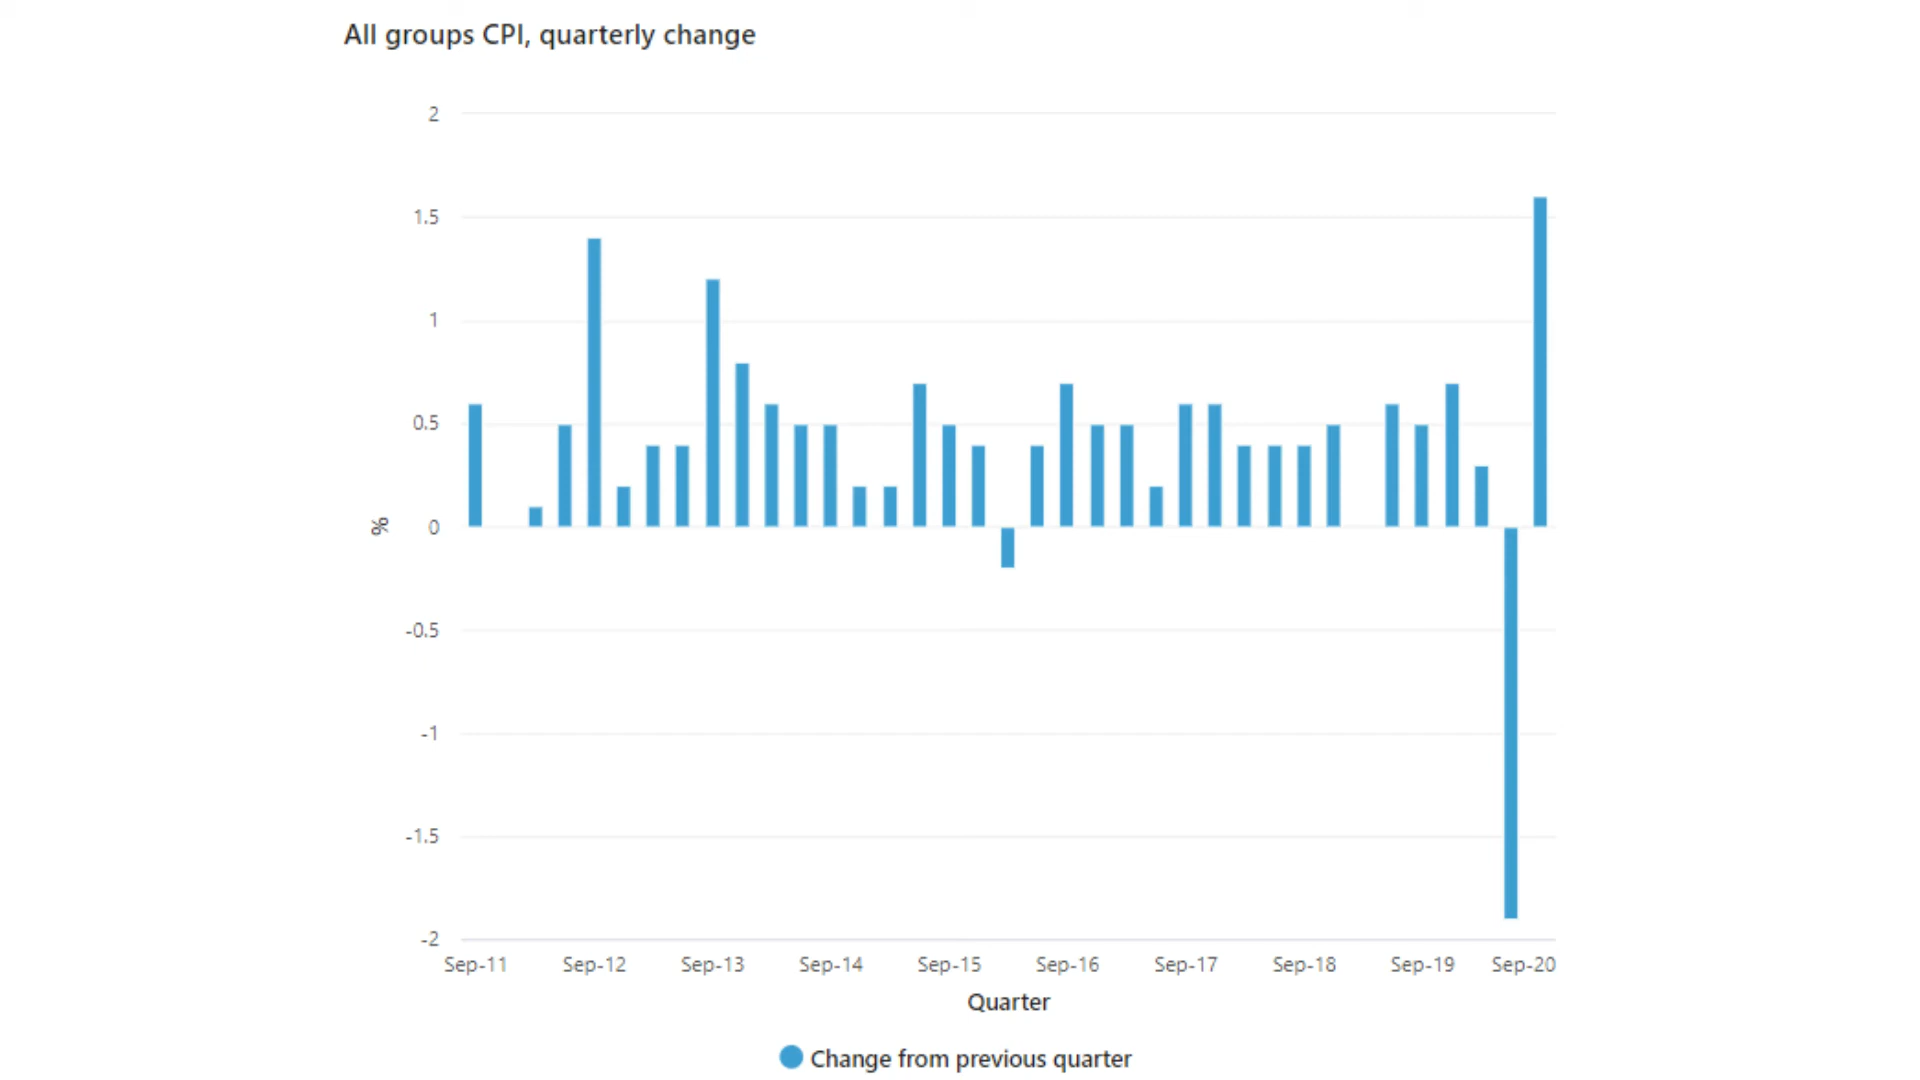 All groups CPI, quarterly change
2
1.5
1
0.5
0
-0.5
-1
-1.5
-2
%
Sep-11 Sep-12 Sep-13 Sep-14 Sep-15 Sep-16 Sep-17 Sep-18 Sep-19 Sep-20
Quarter
Change from previous quarter